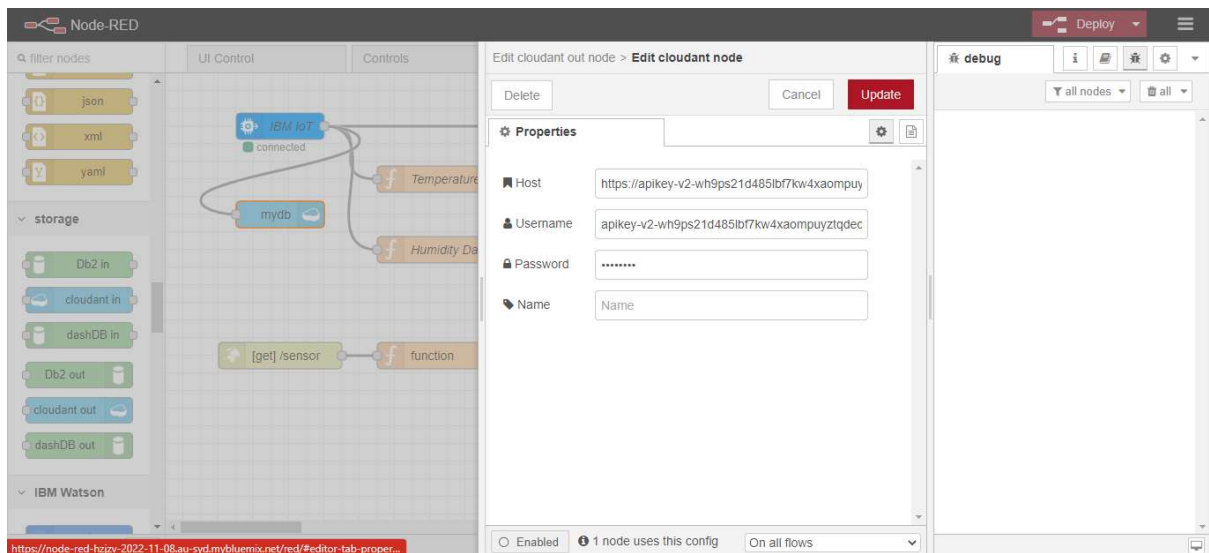 Node-RED
Deploy
filter nodes
UI Control
Controls
Edit cloudant out node > Edit cloudant node
debug
i
Delete
Cancel
Update
all nodes
all
json
xml
yaml
Properties
IBM IoT
connected
Host
https://apikey-v2-wh9ps21d485lbf7kw4xaompuy
Temperature
storage
mydb
Username
apikey-v2-wh9ps21d485lbf7kw4xaompuyztqdec
Humidity Da
Db2 in
Password
••••••••
cloudant in
Name
Name
dashDB in
[get] /sensor
function
Db2 out
cloudant out
dashDB out
IBM Watson
Enabled
1 node uses this config
On all flows
https://node-red-hzjzv-2022-11-08.au-syd.mybluemix.net/red/#editor-tab-proper...